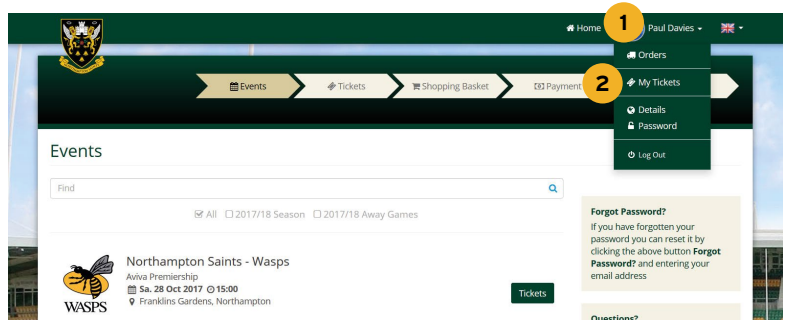 Home
1
Paul Davies
Orders
2
My Tickets
Details
Password
Log Out
Events
Tickets
Shopping Basket
Payment
Events
Find
All 2017/18 Season 2017/18 Away Games
Northampton Saints - Wasps
Aviva Premiership
Sa. 28 Oct 2017 15:00
Franklins Gardens, Northampton
WASPS
Tickets
Forgot Password?
If you have forgotten your
password you can reset it by
clicking the above button Forgot
Password? and entering your
email address
Questions?